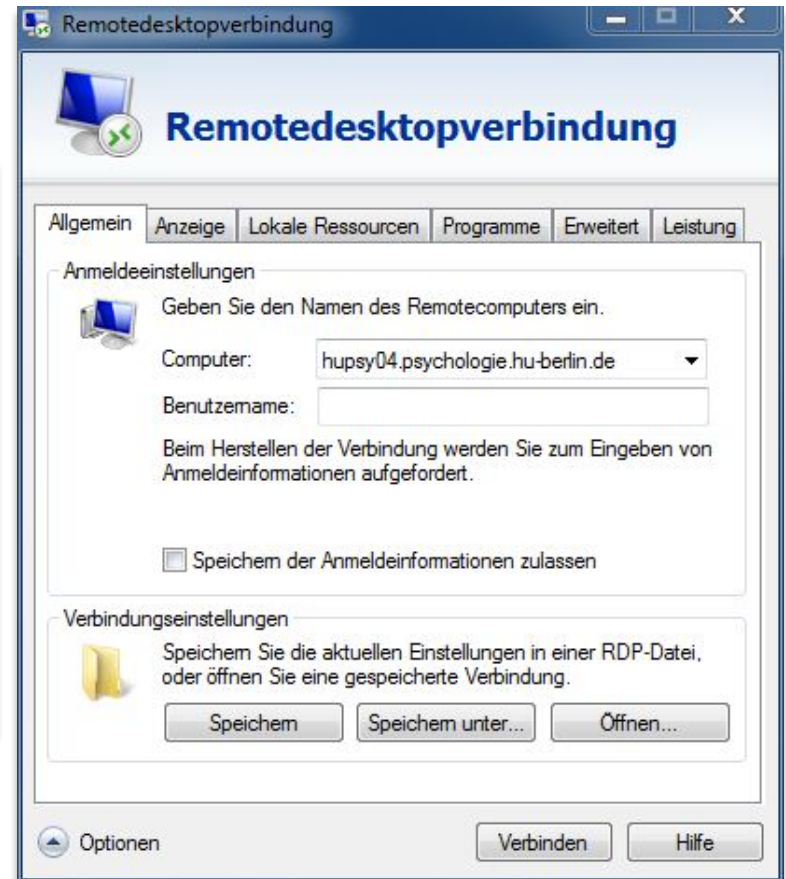 Remotedesktopverbindung
Remotedesktopverbindung
Allgemein Anzeige Lokale Ressourcen Programme Erweitert Leistung
Anmeldeeinstellungen
Geben Sie den Namen des Remotecomputers ein.
Computer: hupsy04.psychologie.hu-berlin.de
Benutzername:
Beim Herstellen der Verbindung werden Sie zum Eingeben von
Anmeldeinformationen aufgefordert.
Speichern der Anmeldeinformationen zulassen
Verbindungseinstellungen
Speichern Sie die aktuellen Einstellungen in einer RDP-Datei,
oder öffnen Sie eine gespeicherte Verbindung.
Speichern Speichern unter... Öffnen...
Optionen Verbinden Hilfe